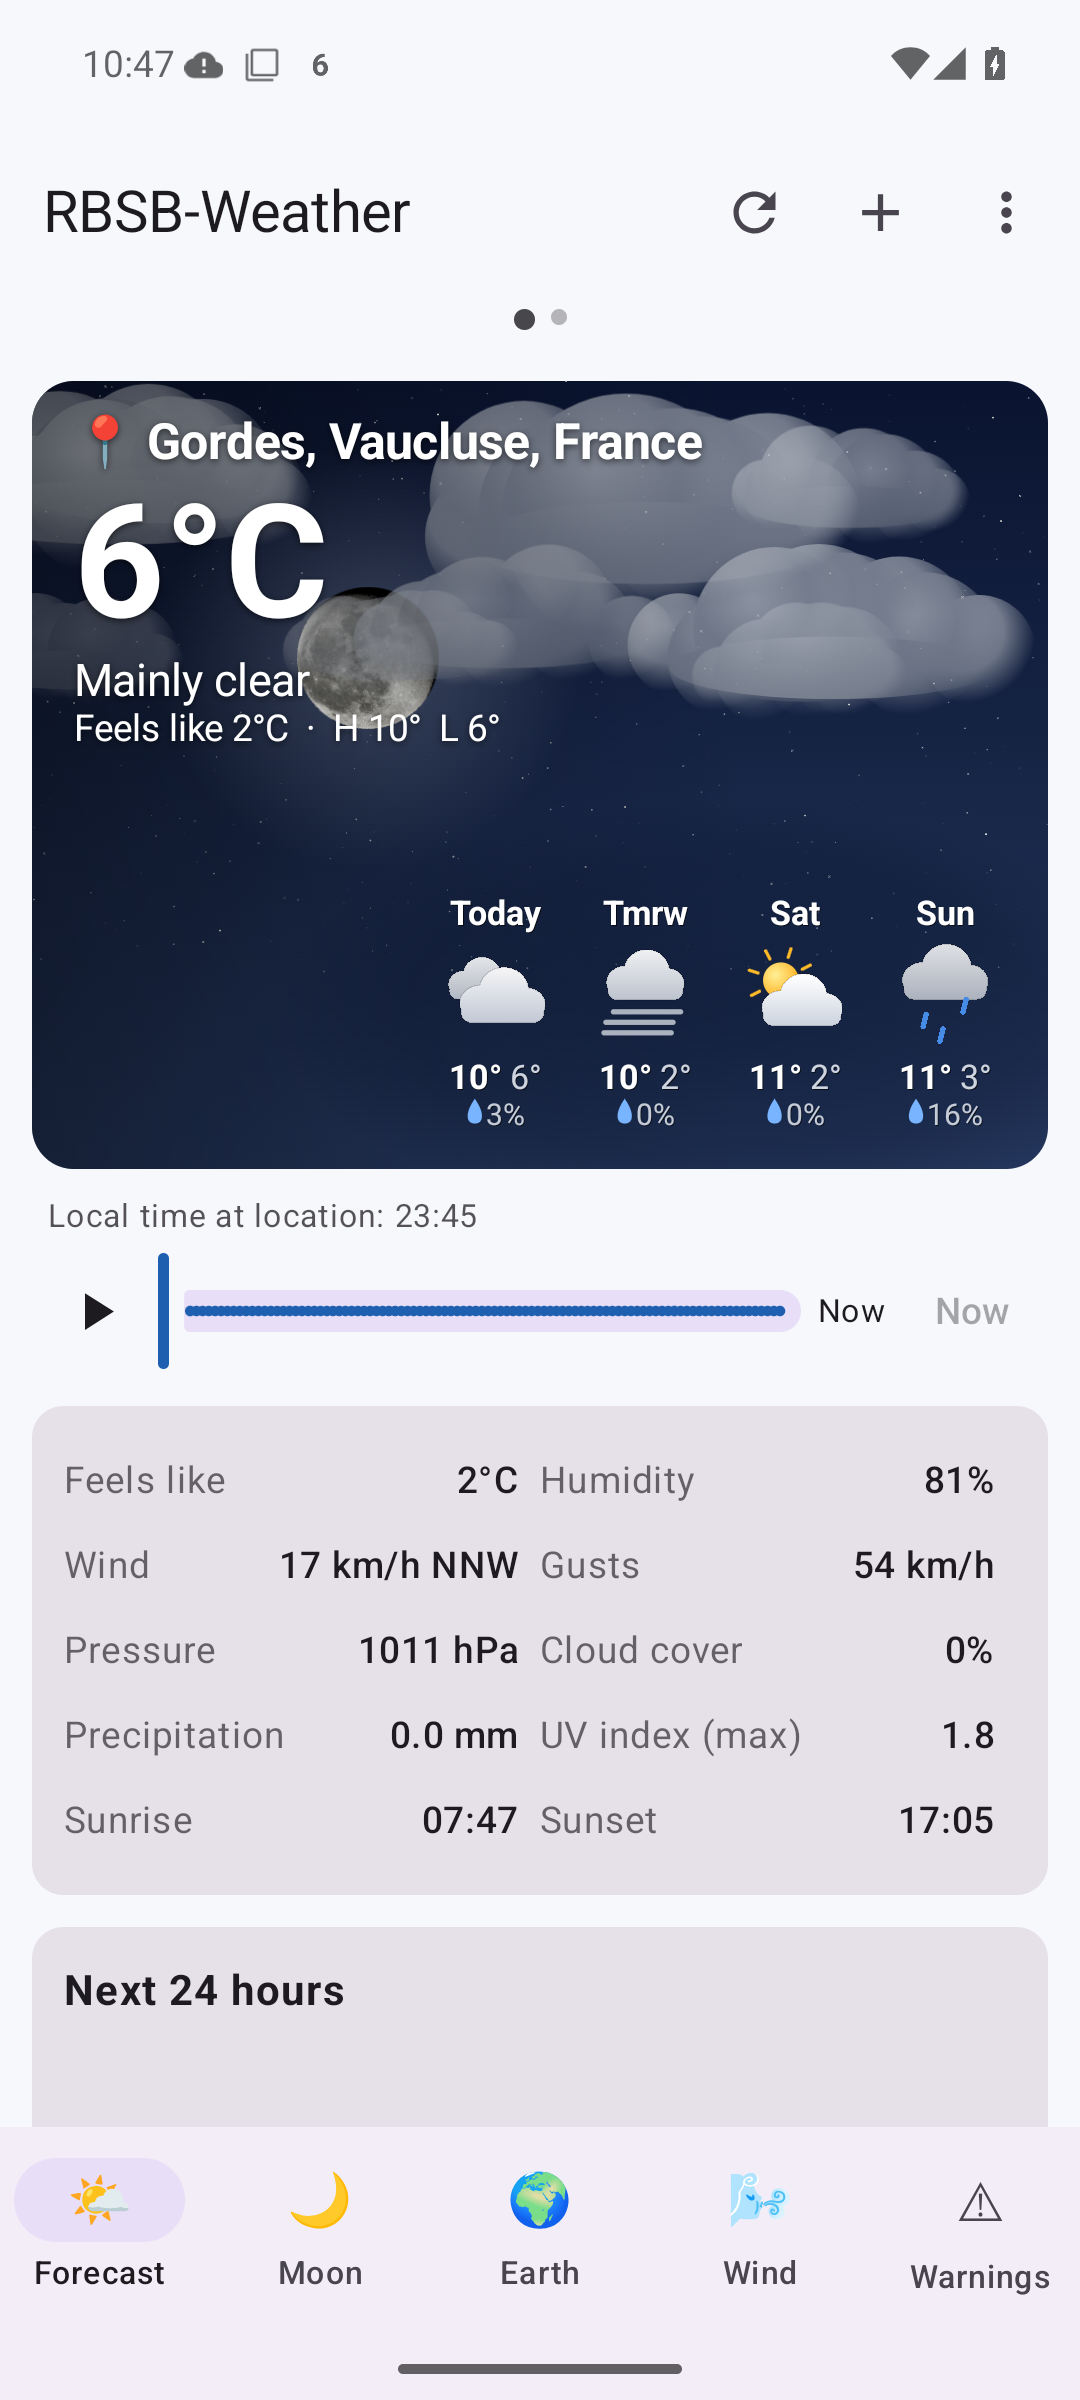 10:47 6
RBSB-Weather
📍 Gordes, Vaucluse, France
6°C
Mainly clear
Feels like 2°C · H 10° L 6°
Today Tmrw Sat Sun
10° 6° 10° 2° 11° 2° 11° 3°
3% 0% 0% 16%
Local time at location: 23:45
Now Now
Feels like 2°C Humidity 81%
Wind 17 km/h NNW Gusts 54 km/h
Pressure 1011 hPa Cloud cover 0%
Precipitation 0.0 mm UV index (max) 1.8
Sunrise 07:47 Sunset 17:05
Next 24 hours
Forecast Moon Earth Wind Warnings